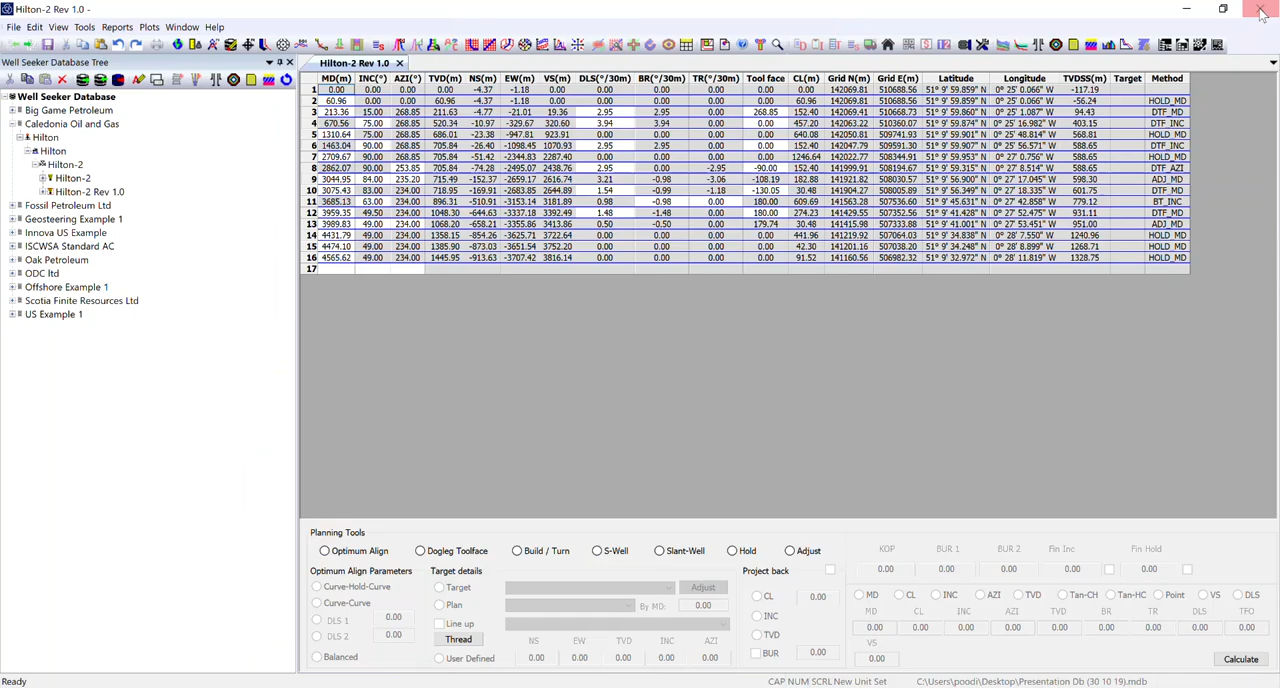 Hilton-2 Rev 1.0 -
File Edit View Tools Reports Plots Window Help
Well Seeker Database Tree
Hilton-2 Rev 1.0
Well Seeker Database
Big Game Petroleum
Caledonia Oil and Gas
Hilton
Hilton
Hilton-2
Hilton-2
Hilton-2 Rev 1.0
Fossil Petroleum Ltd
Geosteering Example 1
Innova US Example
ISCWSA Standard AC
Oak Petroleum
ODC ltd
Offshore Example 1
Scotia Finite Resources Ltd
US Example 1
MD(m) INC(°) AZI(°) TVD(m) NS(m) EW(m) VS(m) DLS(°/30m) BR(°/30m) TR(°/30m) Tool face CL(m) Grid N(m) Grid E(m) Latitude Longitude TVDSS(m) Target Method
1 0.00 0.00 0.00 0.00 -4.37 -1.18 0.00 0.00 0.00 0.00 0.00 0.00 142069.81 510688.56 51° 9' 59.859" N 0° 25' 0.066" W -117.19
2 60.96 0.00 0.00 60.96 -4.37 -1.18 0.00 0.00 0.00 0.00 0.00 60.96 142069.81 510688.56 51° 9' 59.859" N 0° 25' 0.066" W -56.24 HOLD_MD
3 213.36 15.00 268.85 211.63 -4.77 -21.01 19.36 2.95 2.95 0.00 268.85 152.40 142069.41 510668.73 51° 9' 59.860" N 0° 25' 1.087" W 94.43 DTF_MD
4 670.56 75.00 268.85 520.34 -10.97 -329.67 320.60 3.94 3.94 0.00 0.00 457.20 142063.22 510360.07 51° 9' 59.874" N 0° 25' 16.982" W 403.15 DTF_INC
5 1310.64 75.00 268.85 686.01 -23.38 -947.81 923.91 0.00 0.00 0.00 0.00 640.08 142050.81 509741.93 51° 9' 59.901" N 0° 25' 48.814" W 568.81 HOLD_MD
6 1463.04 90.00 268.85 705.84 -26.40 -1098.45 1070.93 2.95 2.95 0.00 0.00 152.40 142047.79 509591.30 51° 9' 59.907" N 0° 25' 56.571" W 588.65 DTF_INC
7 2709.67 90.00 268.85 705.84 -51.42 -2344.83 2287.40 0.00 0.00 0.00 0.00 1246.64 142022.77 508344.91 51° 9' 59.953" N 0° 27' 0.756" W 588.65 HOLD_MD
8 2862.07 90.00 253.85 705.84 -74.28 -2495.07 2438.76 2.95 0.00 -2.95 -90.00 152.40 141999.91 508194.67 51° 9' 59.311" N 0° 27' 8.514" W 588.65 DTF_AZI
9 3044.95 84.00 235.20 715.49 -152.37 -2659.17 2616.74 3.21 -0.98 -3.06 -108.19 182.88 141921.82 508030.57 51° 9' 56.900" N 0° 27' 17.045" W 598.30 ADJ_MD
10 3075.43 83.00 234.00 718.95 -169.91 -2683.85 2644.89 1.54 -0.99 -1.18 -130.05 30.48 141904.27 508005.89 51° 9' 56.349" N 0° 27' 18.335" W 601.75 DTF_MD
11 3685.13 63.00 234.00 896.31 -510.91 -3153.14 3181.89 0.98 -0.98 0.00 180.00 609.69 141563.28 507536.60 51° 9' 45.631" N 0° 27' 42.858" W 779.12 BT_INC
12 3959.35 49.50 234.00 1048.30 -644.63 -3337.18 3392.49 1.48 -1.48 0.00 180.00 274.23 141429.55 507352.56 51° 9' 41.428" N 0° 27' 52.475" W 931.11 DTF_MD
13 3989.83 49.00 234.00 1068.20 -658.21 -3355.86 3413.86 0.50 -0.50 0.00 179.74 30.48 141415.98 507333.88 51° 9' 41.001" N 0° 27' 53.451" W 951.00 ADJ_MD
14 4431.79 49.00 234.00 1358.15 -854.26 -3625.71 3722.64 0.00 0.00 0.00 0.00 441.96 141219.92 507064.03 51° 9' 34.838" N 0° 28' 7.550" W 1240.96 HOLD_MD
15 4474.10 49.00 234.00 1385.90 -873.03 -3651.54 3752.20 0.00 0.00 0.00 0.00 42.30 141201.16 507038.20 51° 9' 34.248" N 0° 28' 8.899" W 1268.71 HOLD_MD
16 4565.62 49.00 234.00 1445.95 -913.63 -3707.42 3816.14 0.00 0.00 0.00 0.00 91.52 141160.56 506982.32 51° 9' 32.972" N 0° 28' 11.819" W 1328.75 HOLD_MD
17
Planning Tools
Optimum Align Dogleg Toolface Build / Turn S-Well Slant-Well Hold Adjust
Optimum Align Parameters
Curve-Hold-Curve
Curve-Curve
DLS 1 0.00
DLS 2 0.00
Balanced
Target details
Target Adjust
Plan By MD: 0.00
Line up
Thread NS EW TVD INC AZI
User Defined 0.00 0.00 0.00 0.00 0.00
Project back
CL 0.00
INC
TVD
BUR 0.00
KOP BUR 1 BUR 2 Fin Inc Fin Hold
0.00 0.00 0.00 0.00 0.00
MD CL INC AZI TVD Tan-CH Tan-HC Point VS DLS
MD CL INC AZI TVD BR TR DLS TFO
0.00 0.00 0.00 0.00 0.00 0.00 0.00 0.00 0.00
VS
0.00
Calculate
Ready CAP NUM SCRL New Unit Set C:\Users\poodi\Desktop\Presentation Db (30 10 19).mdb